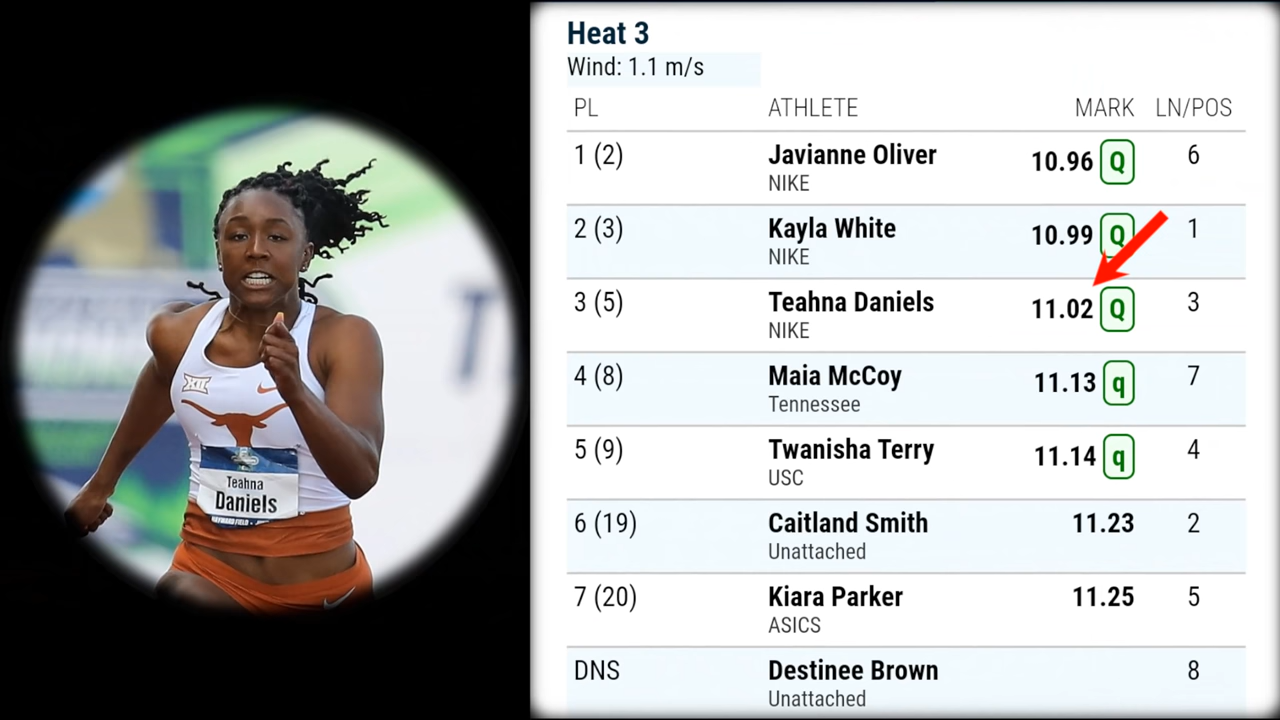 Teahna
Daniels
XII
Heat 3
Wind: 1.1 m/s
PL ATHLETE MARK LN/POS
1 (2) Javianne Oliver 10.96 Q 6
NIKE
2 (3) Kayla White 10.99 Q 1
NIKE
3 (5) Teahna Daniels 11.02 Q 3
NIKE
4 (8) Maia McCoy 11.13 q 7
Tennessee
5 (9) Twanisha Terry 11.14 q 4
USC
6 (19) Caitland Smith 11.23 2
Unattached
7 (20) Kiara Parker 11.25 5
ASICS
DNS Destinee Brown 8
Unattached